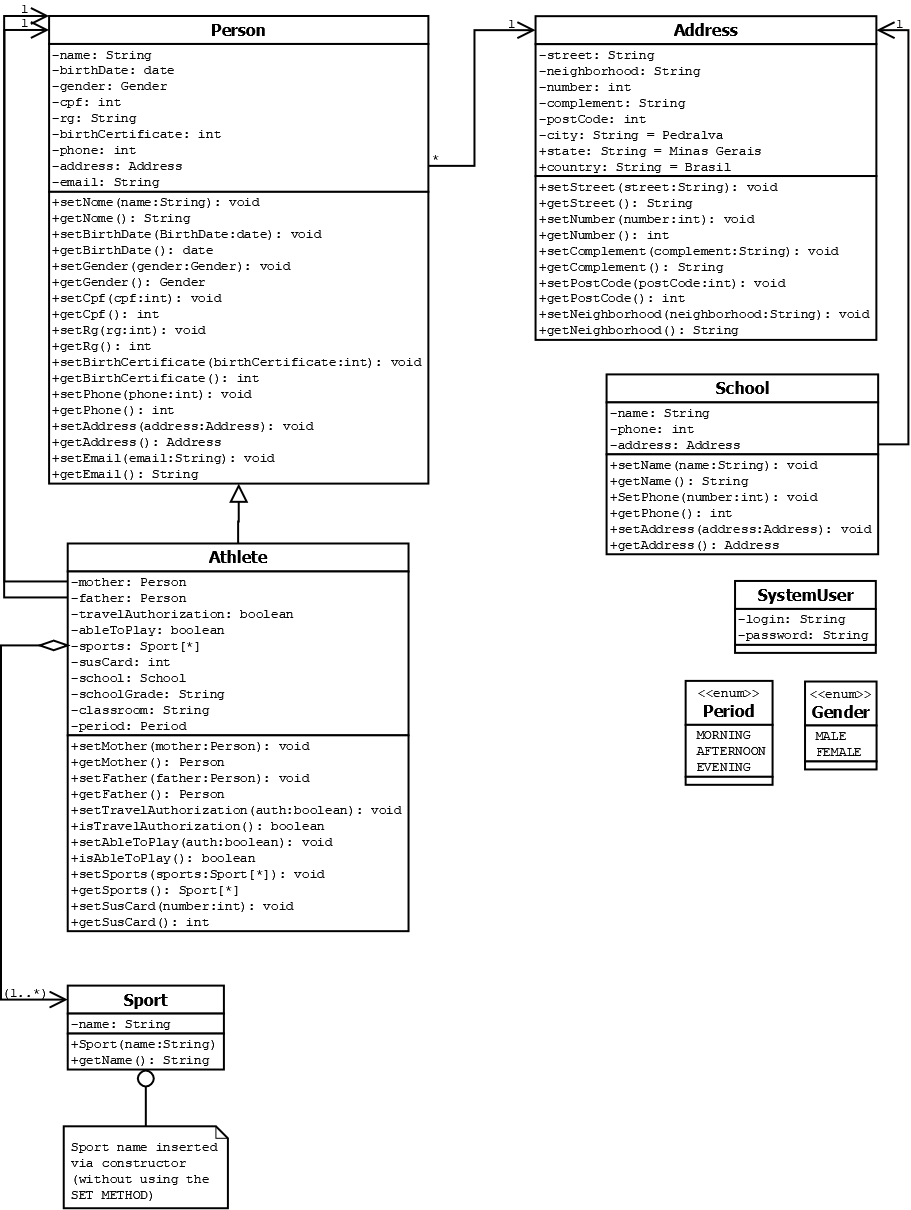 1
1
Person
-name: String
-birthDate: date
-gender: Gender
-cpf: int
-rg: String
-birthCertificate: int
-phone: int
-address: Address
-email: String
+setNome(name:String): void
+getNome(): String
+setBirthDate(BirthDate:date): void
+getBirthDate(): date
+setGender(gender:Gender): void
+getGender(): Gender
+setCpf(cpf:int): void
+getCpf(): int
+setRg(rg:int): void
+getRg(): int
+setBirthCertificate(birthCertificate:int): void
+getBirthCertificate(): int
+setPhone(phone:int): void
+getPhone(): int
+setAddress(address:Address): void
+getAddress(): Address
+setEmail(email:String): void
+getEmail(): String
*
1
Address
1
-street: String
-neighborhood: String
-number: int
-complement: String
-postCode: int
-city: String = Pedralva
+state: String = Minas Gerais
+country: String = Brasil
+setStreet(street:String): void
+getStreet(): String
+setNumber(number:int): void
+getNumber(): int
+setComplement(complement:String): void
+getComplement(): String
+setPostCode(postCode:int): void
+getPostCode(): int
+setNeighborhood(neighborhood:String): void
+getNeighborhood(): String
School
-name: String
-phone: int
-address: Address
+setName(name:String): void
+getName(): String
+SetPhone(number:int): void
+getPhone(): int
+setAddress(address:Address): void
+getAddress(): Address
Athlete
-mother: Person
-father: Person
-travelAuthorization: boolean
-ableToPlay: boolean
-sports: Sport[*]
-susCard: int
-school: School
-schoolGrade: String
-classroom: String
-period: Period
+setMother(mother:Person): void
+getMother(): Person
+setFather(father:Person): void
+getFather(): Person
+setTravelAuthorization(auth:boolean): void
+isTravelAuthorization(): boolean
+setAbleToPlay(auth:boolean): void
+isAbleToPlay(): boolean
+setSports(sports:Sport[*]): void
+getSports(): Sport[*]
+setSusCard(number:int): void
+getSusCard(): int
SystemUser
-login: String
-password: String
<<enum>>
Period
MORNING
AFTERNOON
EVENING
<<enum>>
Gender
MALE
FEMALE
(1..*)
Sport
-name: String
+Sport(name:String)
+getName(): String
Sport name inserted
via constructor
(without using the
SET METHOD)